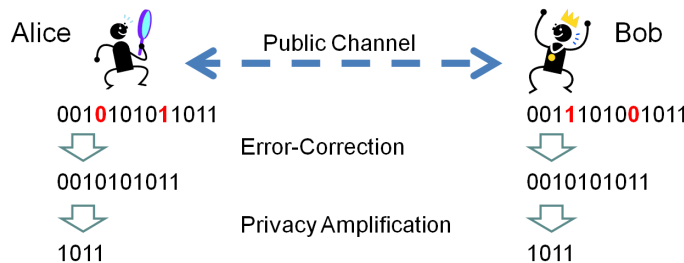 Alice
Public Channel
Bob
0010101011011
0011101001011
Error-Correction
0010101011
0010101011
Privacy Amplification
1011
1011